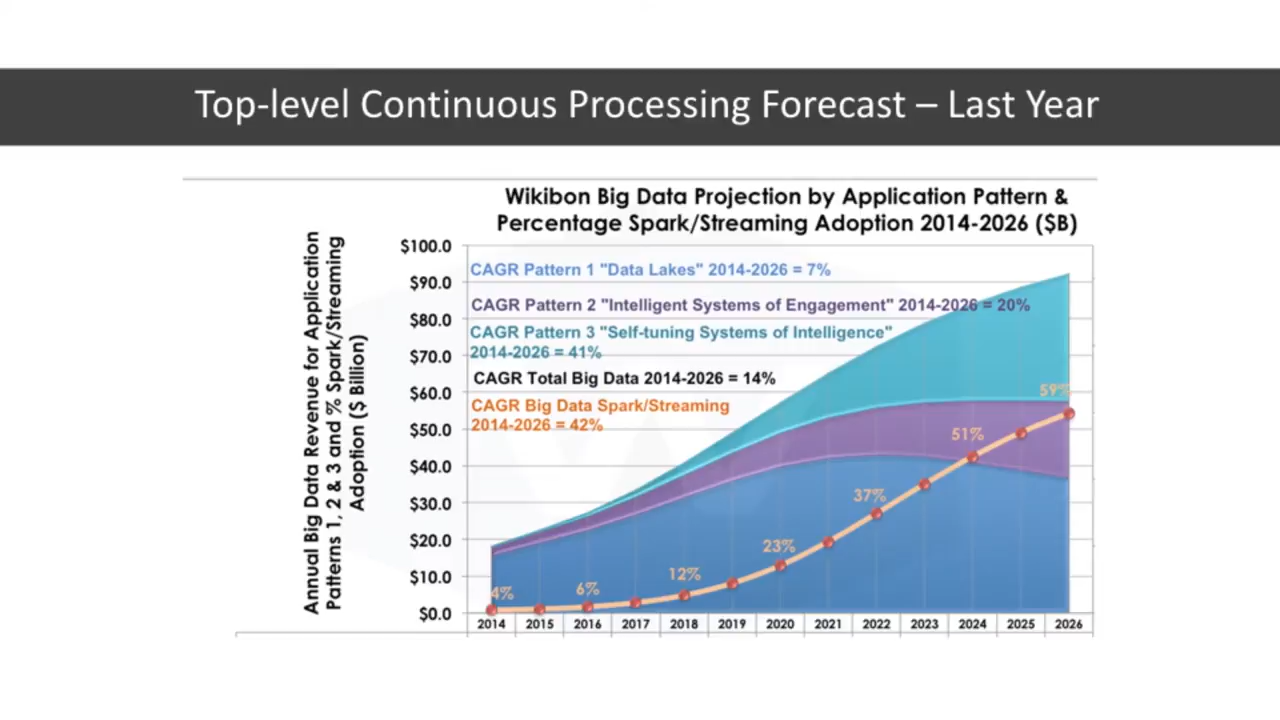 Top-level Continuous Processing Forecast – Last Year
Wikibon Big Data Projection by Application Pattern &
Percentage Spark/Streaming Adoption 2014-2026 ($B)
Annual Big Data Revenue for Application
Patterns 1, 2 & 3 and % Spark/Streaming
Adoption ($ Billion)
$100.0
$90.0
$80.0
$70.0
$60.0
$50.0
$40.0
$30.0
$20.0
$10.0
$0.0
CAGR Pattern 1 "Data Lakes" 2014-2026 = 7%
CAGR Pattern 2 "Intelligent Systems of Engagement" 2014-2026 = 20%
CAGR Pattern 3 "Self-tuning Systems of Intelligence"
2014-2026 = 41%
CAGR Total Big Data 2014-2026 = 14%
CAGR Big Data Spark/Streaming
2014-2026 = 42%
4%
6%
12%
23%
37%
51%
59%
2014 2015 2016 2017 2018 2019 2020 2021 2022 2023 2024 2025 2026